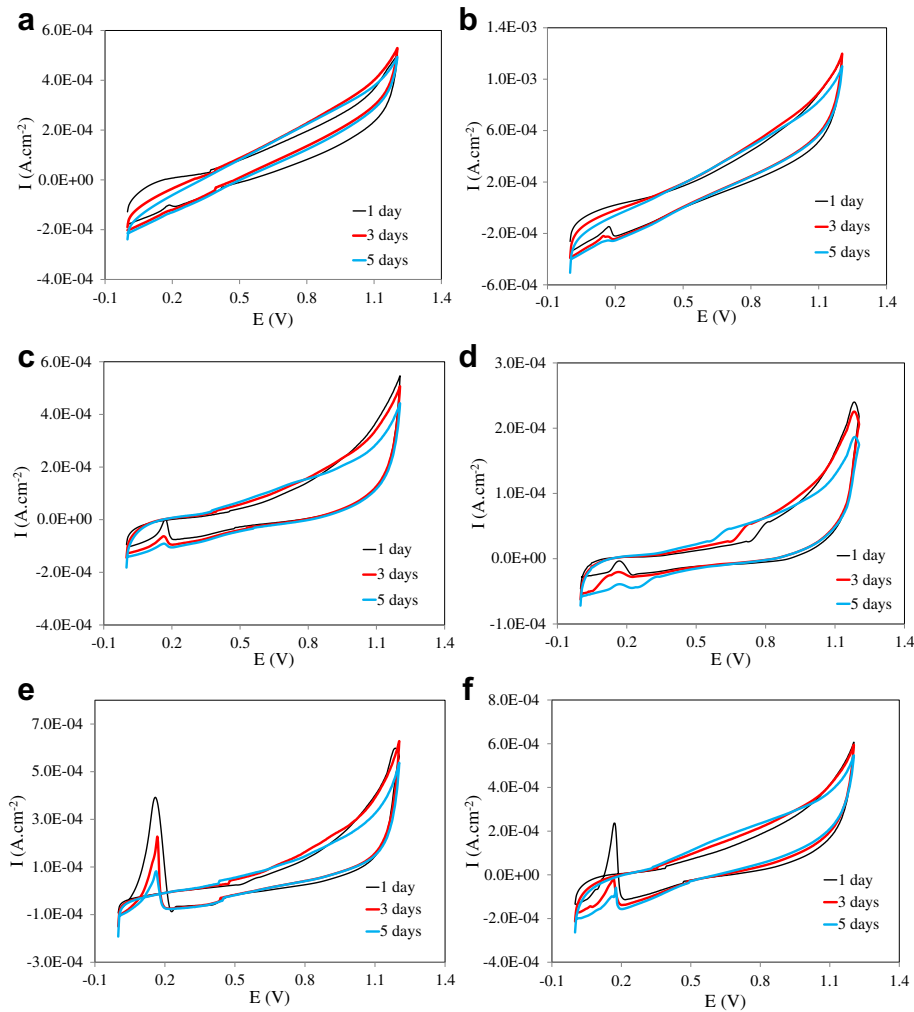 a
6.0E-04
4.0E-04
2.0E-04
0.0E+00
-2.0E-04
-4.0E-04
I (A.cm-2)
-0.1 0.2 0.5 0.8 1.1 1.4
E (V)
1 day
3 days
5 days
b
1.4E-03
1.0E-03
6.0E-04
2.0E-04
-2.0E-04
-6.0E-04
I (A.cm-2)
-0.1 0.2 0.5 0.8 1.1 1.4
E (V)
1 day
3 days
5 days
c
6.0E-04
4.0E-04
2.0E-04
0.0E+00
-2.0E-04
-4.0E-04
I (A.cm-2)
-0.1 0.2 0.5 0.8 1.1 1.4
E (V)
1 day
3 days
5 days
d
3.0E-04
2.0E-04
1.0E-04
0.0E+00
-1.0E-04
I (A.cm-2)
-0.1 0.2 0.5 0.8 1.1 1.4
E (V)
1 day
3 days
5 days
e
7.0E-04
5.0E-04
3.0E-04
1.0E-04
-1.0E-04
-3.0E-04
I (A.cm-2)
-0.1 0.2 0.5 0.8 1.1 1.4
E (V)
1 day
3 days
5 days
f
8.0E-04
6.0E-04
4.0E-04
2.0E-04
0.0E+00
-2.0E-04
-4.0E-04
I (A.cm-2)
-0.1 0.2 0.5 0.8 1.1 1.4
E (V)
1 day
3 days
5 days